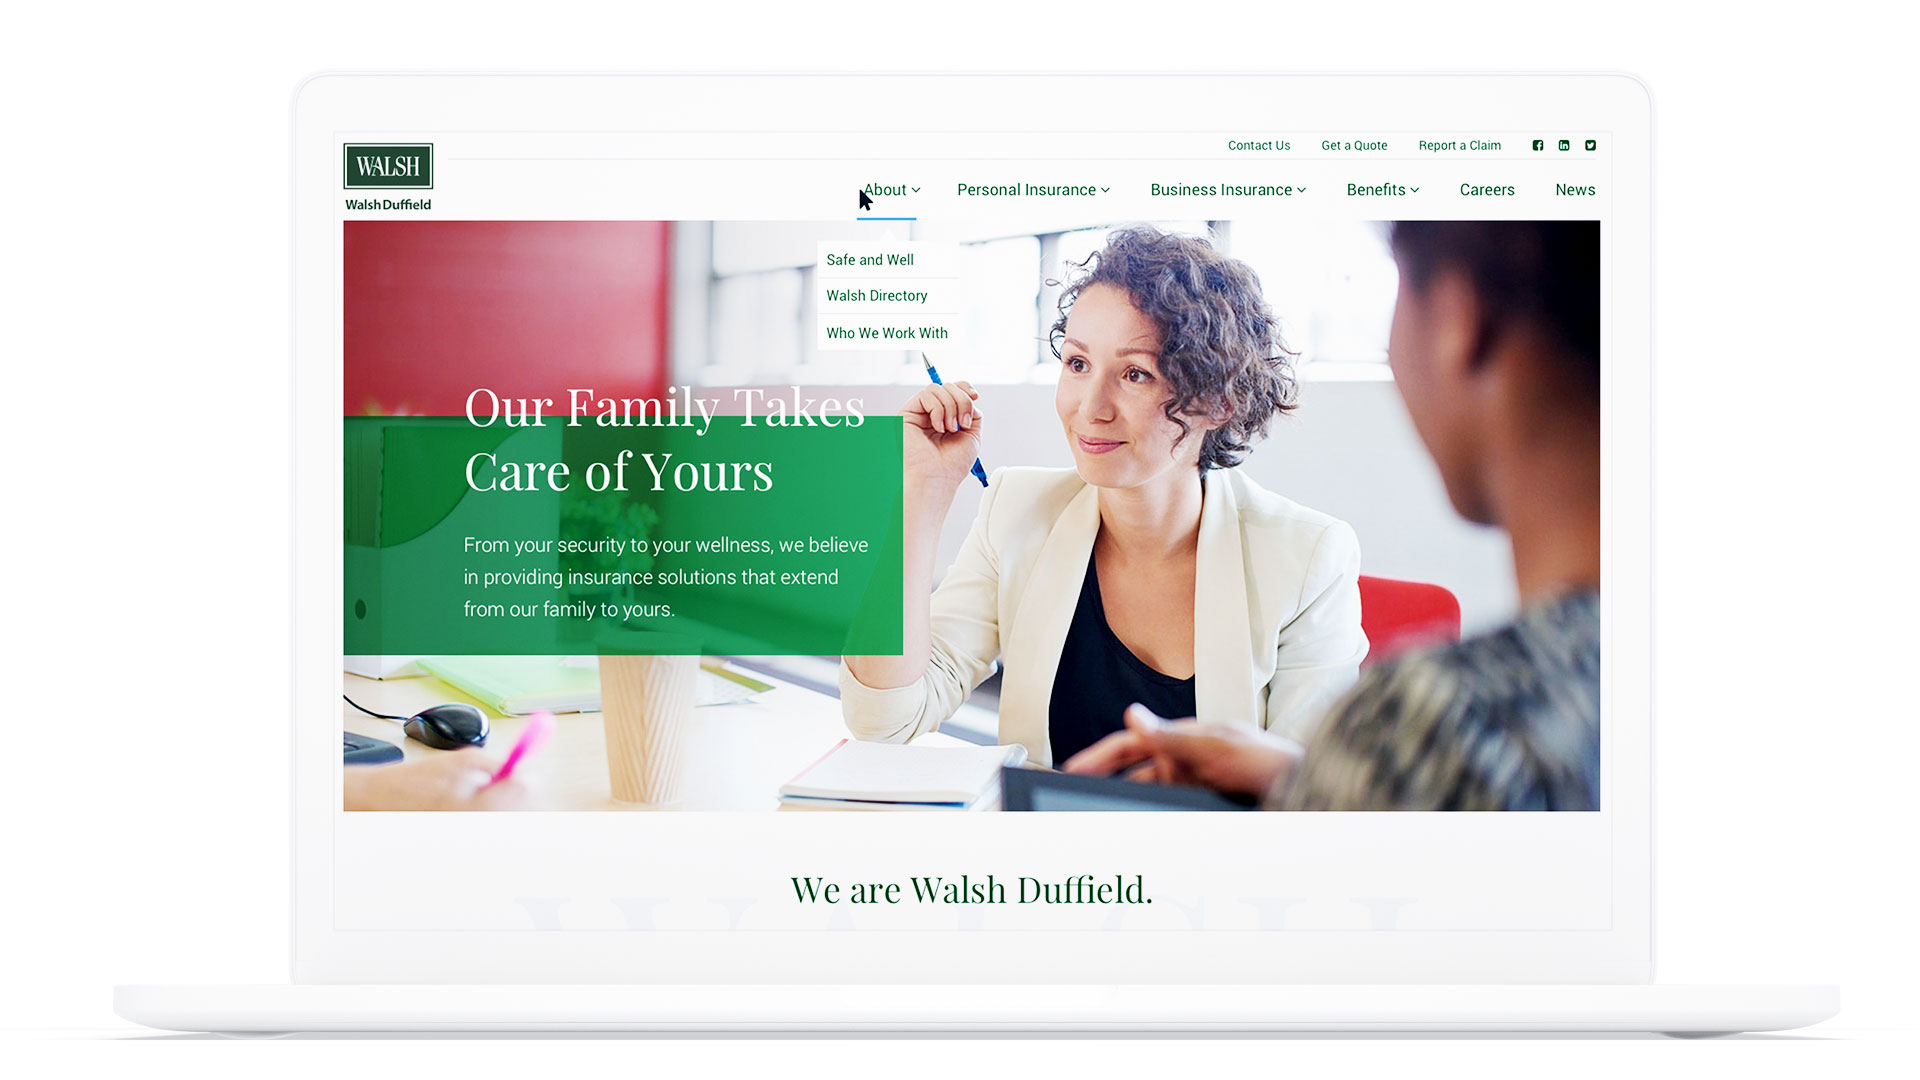 WALSH
Walsh Duffield
Contact Us
Get a Quote
Report a Claim
About
Personal Insurance
Business Insurance
Benefits
Careers
News
Safe and Well
Walsh Directory
Who We Work With
Our Family Takes
Care of Yours
From your security to your wellness, we believe
in providing insurance solutions that extend
from our family to yours.
We are Walsh Duffield.
WALSH